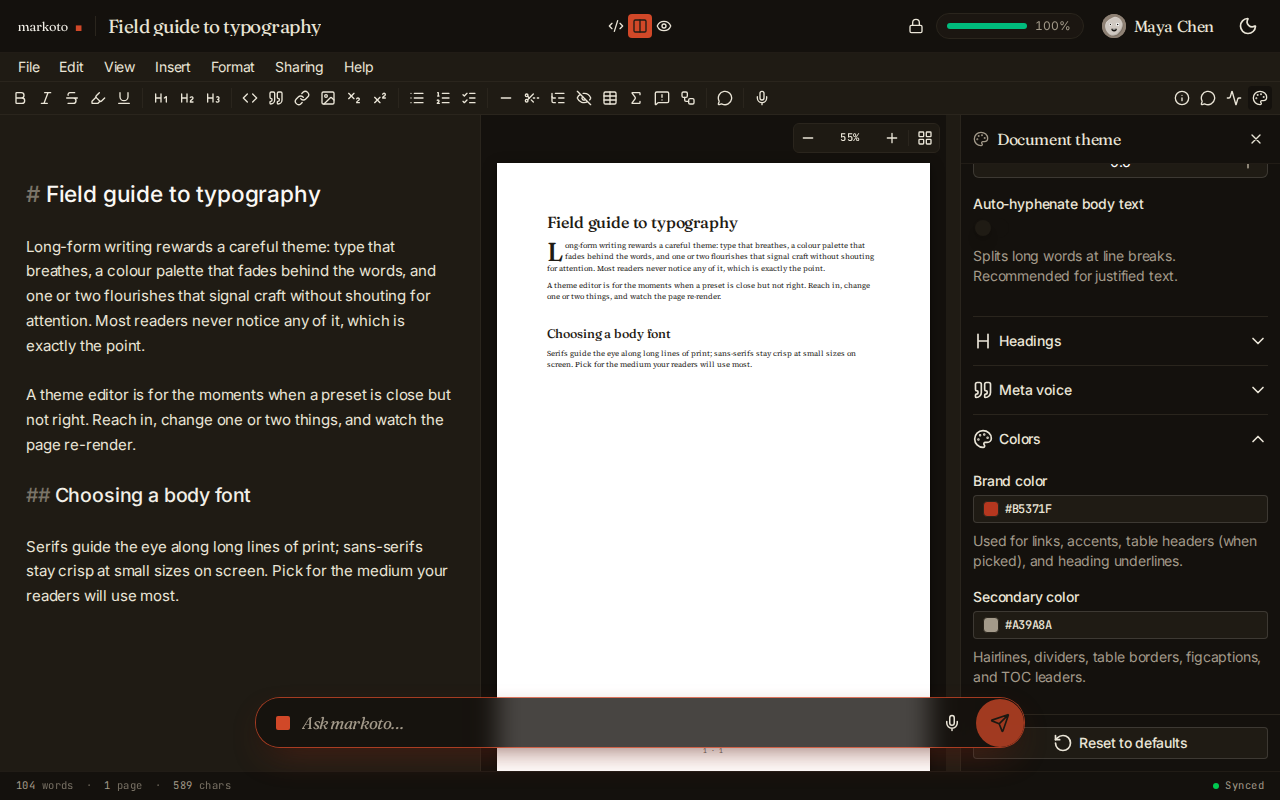 markoto
Field guide to typography
100%
Maya Chen
File Edit View Insert Format Sharing Help
H1 H2 H3
55%
Document theme
# Field guide to typography
Long-form writing rewards a careful theme: type that
breathes, a colour palette that fades behind the words, and
one or two flourishes that signal craft without shouting for
attention. Most readers never notice any of it, which is
exactly the point.
A theme editor is for the moments when a preset is close but
not right. Reach in, change one or two things, and watch the
page re-render.
## Choosing a body font
Serifs guide the eye along long lines of print; sans-serifs
stay crisp at small sizes on screen. Pick for the medium your
readers will use most.
Field guide to typography
Long-form writing rewards a careful theme: type that breathes, a colour palette that
fades behind the words, and one or two flourishes that signal craft without shouting
for attention. Most readers never notice any of it, which is exactly the point.
A theme editor is for the moments when a preset is close but not right. Reach in, change
one or two things, and watch the page re-render.
Choosing a body font
Serifs guide the eye along long lines of print; sans-serifs stay crisp at small sizes on
screen. Pick for the medium your readers will use most.
1 · 1
Auto-hyphenate body text
Splits long words at line breaks.
Recommended for justified text.
Headings
Meta voice
Colors
Brand color
#B5371F
Used for links, accents, table headers (when
picked), and heading underlines.
Secondary color
#A39A8A
Hairlines, dividers, table borders, figcaptions,
and TOC leaders.
Reset to defaults
Ask markoto...
104 words · 1 page · 589 chars
Synced